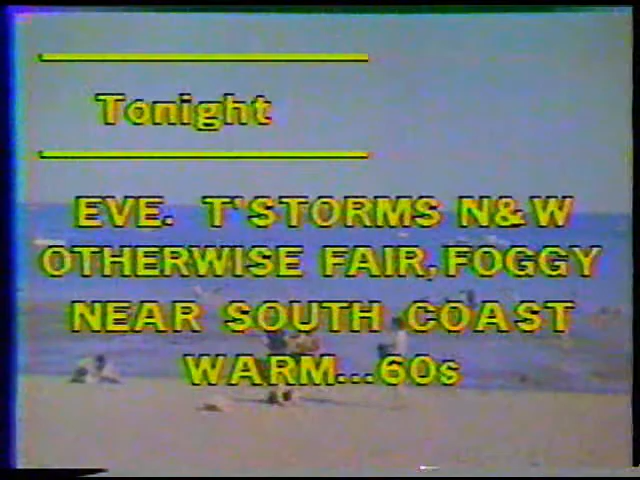 Tonight
EVE. T'STORMS N&W
OTHERWISE FAIR, FOGGY
NEAR SOUTH COAST
WARM...60s